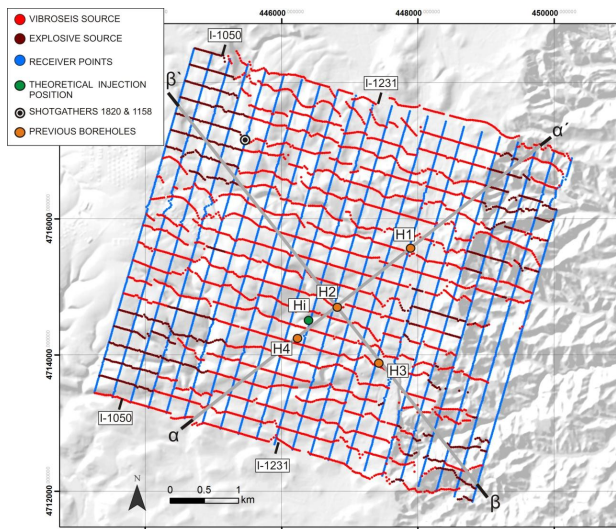 446000
448000
450000
VIBROSEIS SOURCE
EXPLOSIVE SOURCE
RECEIVER POINTS
THEORETICAL INJECTION
POSITION
SHOTGATHERS 1820 & 1158
PREVIOUS BOREHOLES
I-1050
I-1231
β`
α´
4716000
H1
H2
Hi
H4
H3
4714000
I-1050
α
I-1231
β
4712000
N
0 0.5 1
km